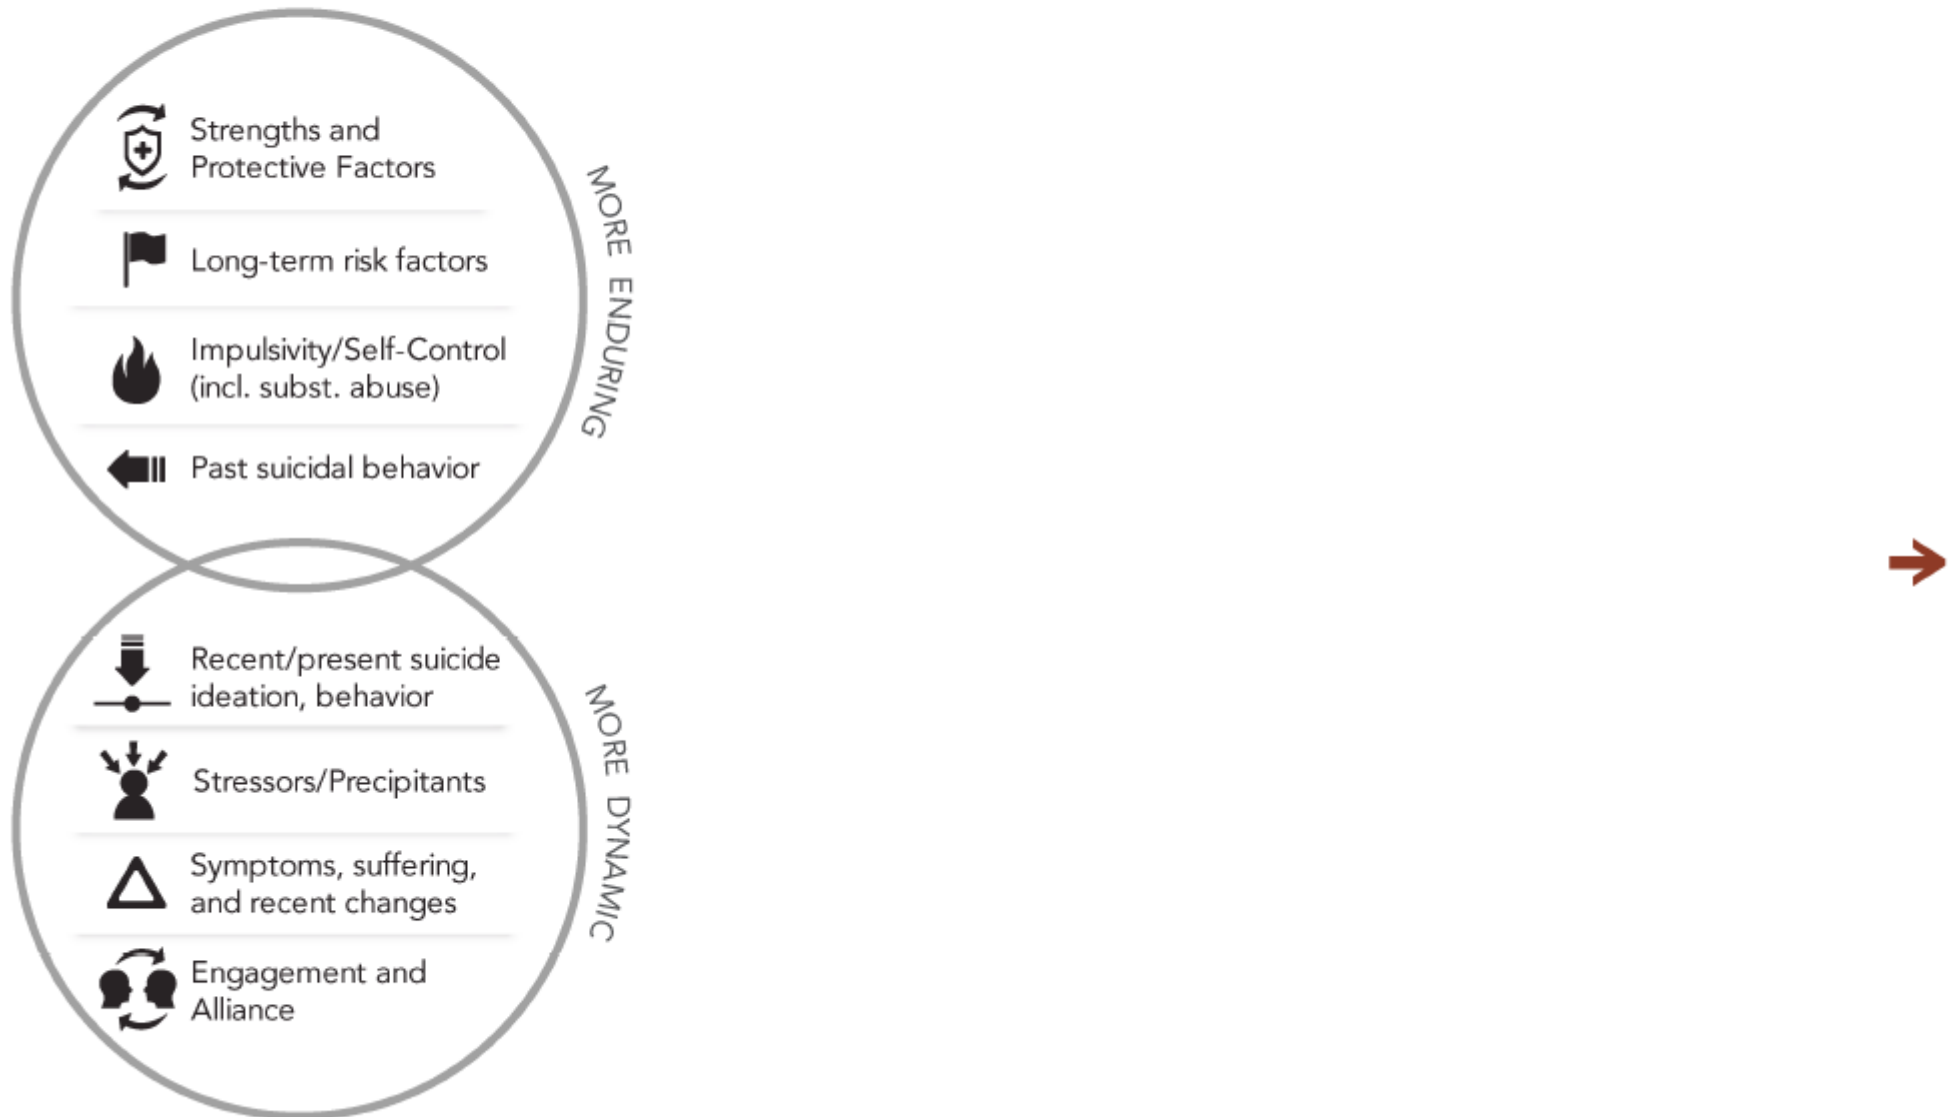 Strengths and
Protective Factors
Long-term risk factors
Impulsivity/Self-Control
(incl. subst. abuse)
Past suicidal behavior
MORE ENDURING
Recent/present suicide
ideation, behavior
Stressors/Precipitants
Symptoms, suffering,
and recent changes
Engagement and
Alliance
MORE DYNAMIC